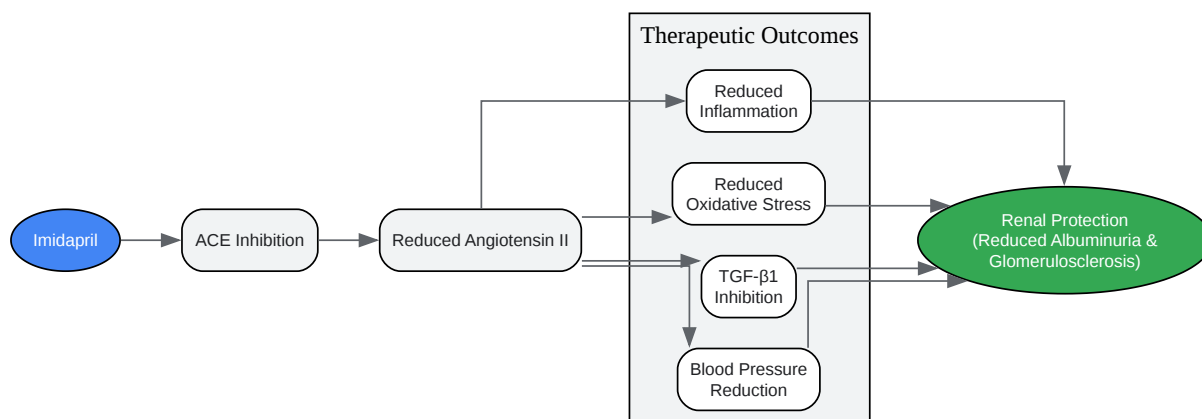 Therapeutic Outcomes
Reduced
Inflammation
Reduced
Oxidative Stress
Imidapril
ACE Inhibition
Reduced Angiotensin II
TGF-β1
Inhibition
Blood Pressure
Reduction
Renal Protection
(Reduced Albuminuria &
Glomerulosclerosis)